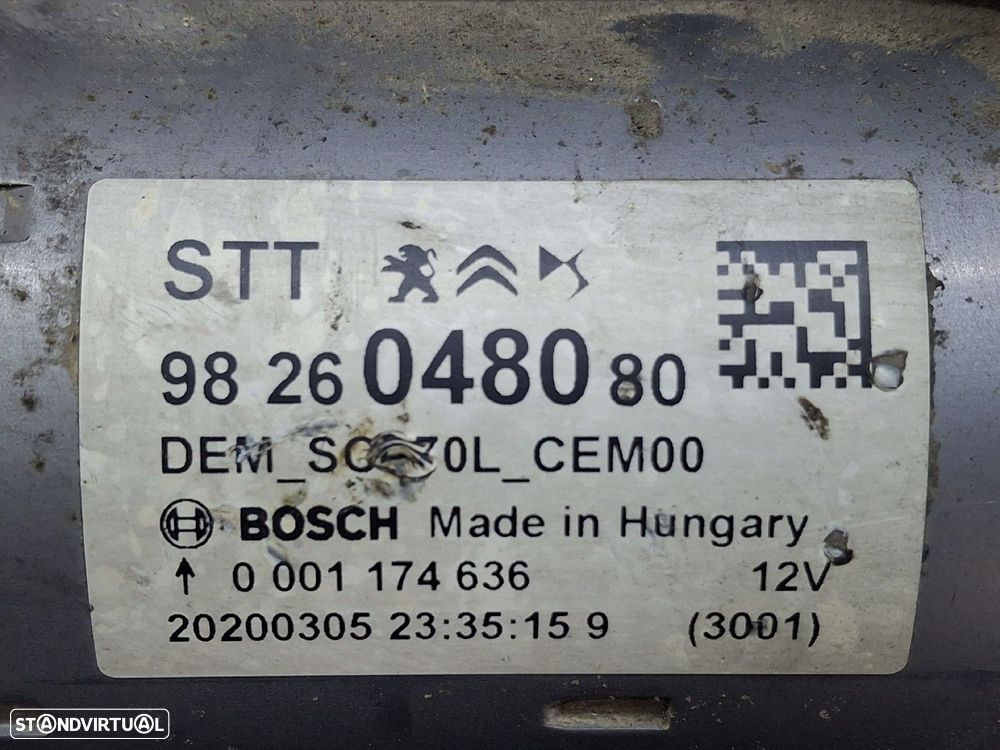 STT
98 26 0480 80
CEM00
BOSCH Made in Hungary
↑ 0 001 174 636 12V
20200305 23:35:15 9 (3001)
STANDVIRTUAL